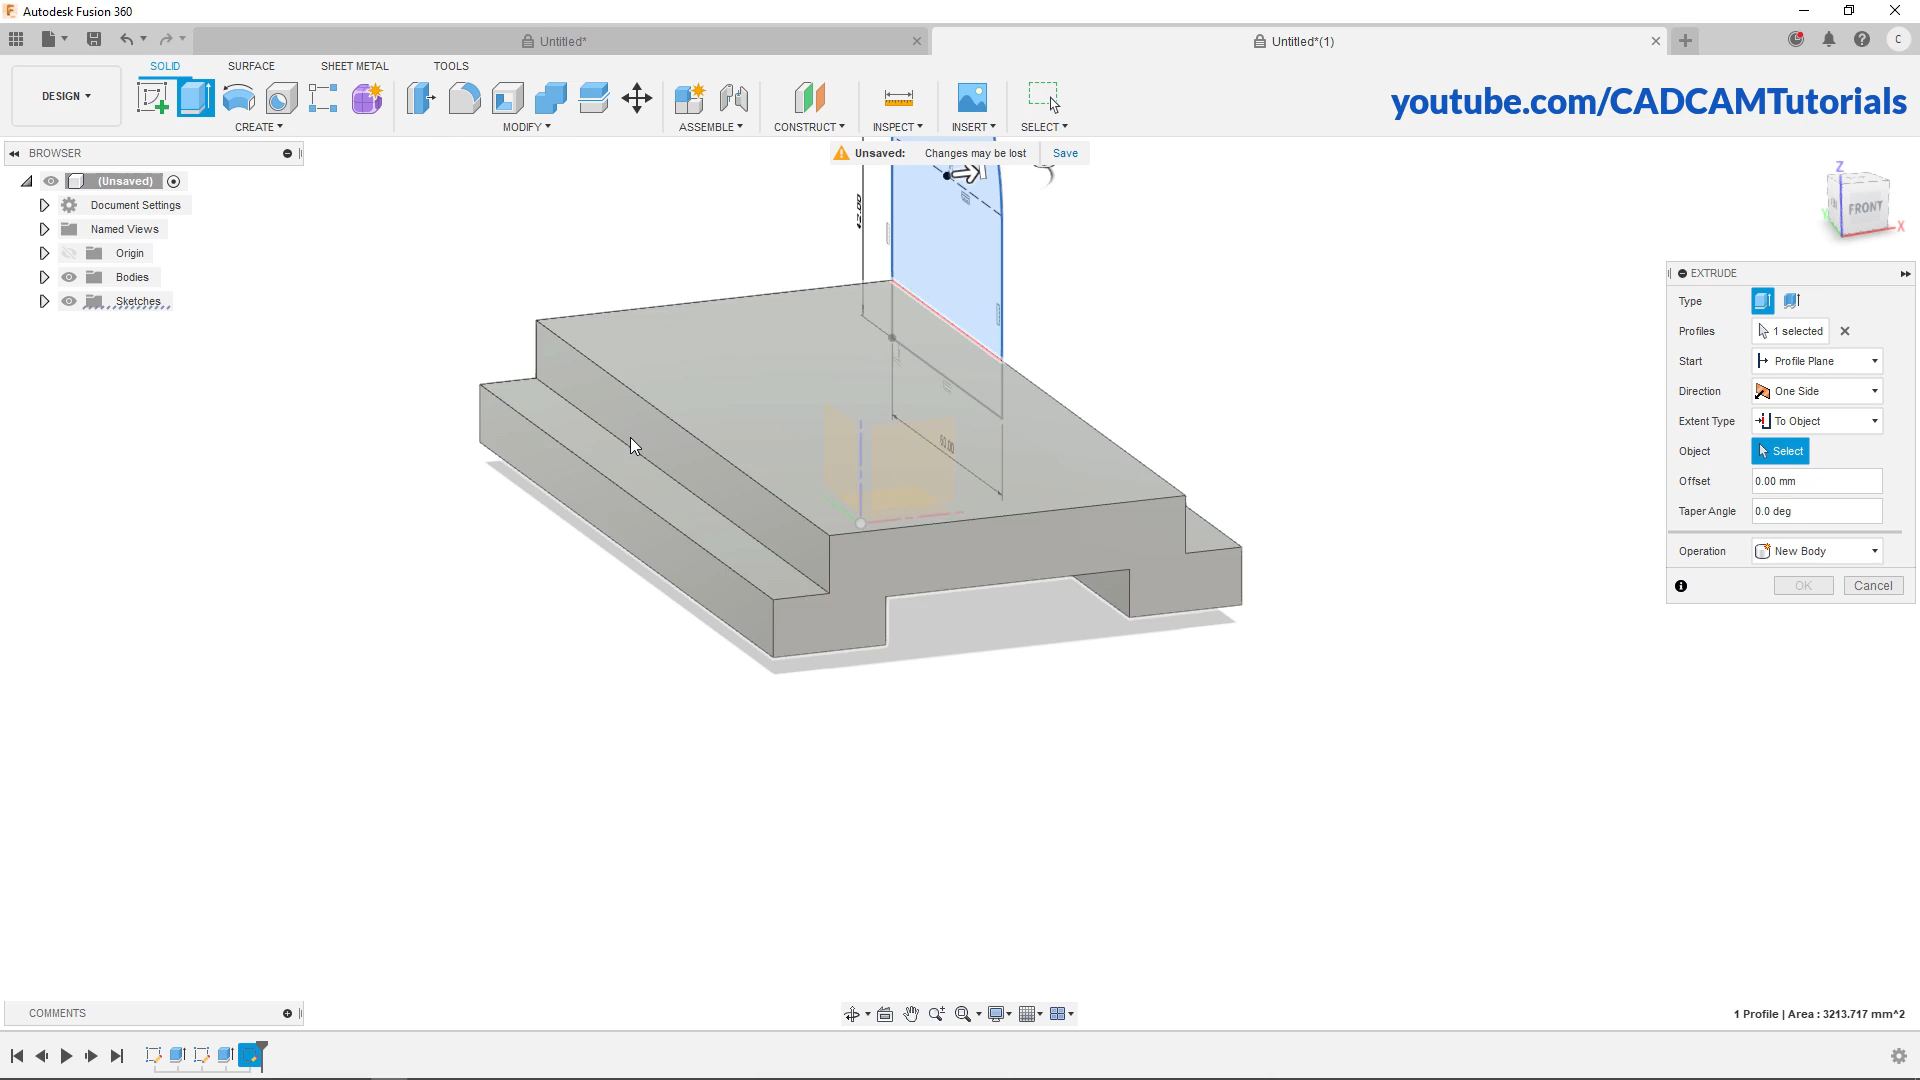 Autodesk Fusion 360
Untitled*
Untitled*(1)
C
SOLID SURFACE SHEET METAL TOOLS
DESIGN
CREATE MODIFY ASSEMBLE CONSTRUCT INSPECT INSERT SELECT
youtube.com/CADCAMTutorials
BROWSER
Unsaved: Changes may be lost Save
(Unsaved)
Document Settings
Named Views
Origin
Bodies
Sketches
Z
FRONT
X
60.00
EXTRUDE
Type
Profiles 1 selected
Start Profile Plane
Direction One Side
Extent Type To Object
Object Select
Offset 0.00 mm
Taper Angle 0.0 deg
Operation New Body
OK Cancel
COMMENTS
1 Profile | Area : 3213.717 mm^2